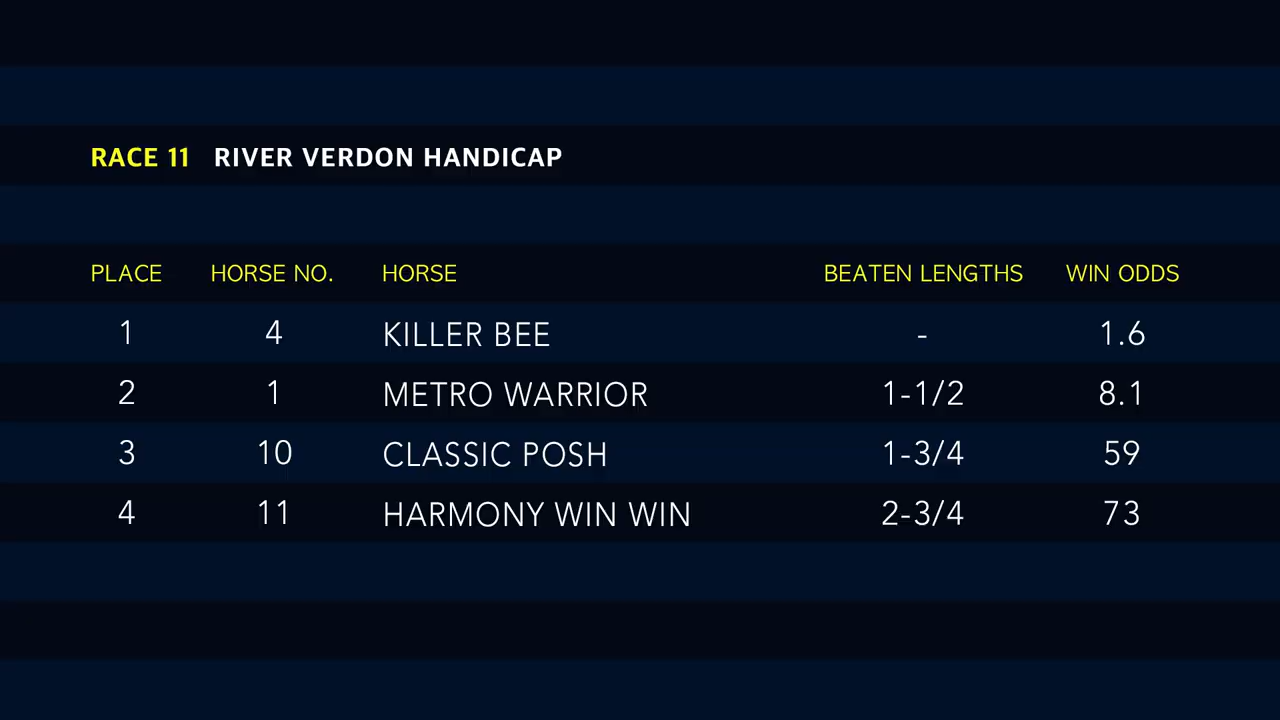 RACE 11 RIVER VERDON HANDICAP
PLACE HORSE NO. HORSE BEATEN LENGTHS WIN ODDS
1 4 KILLER BEE - 1.6
2 1 METRO WARRIOR 1-1/2 8.1
3 10 CLASSIC POSH 1-3/4 59
4 11 HARMONY WIN WIN 2-3/4 73